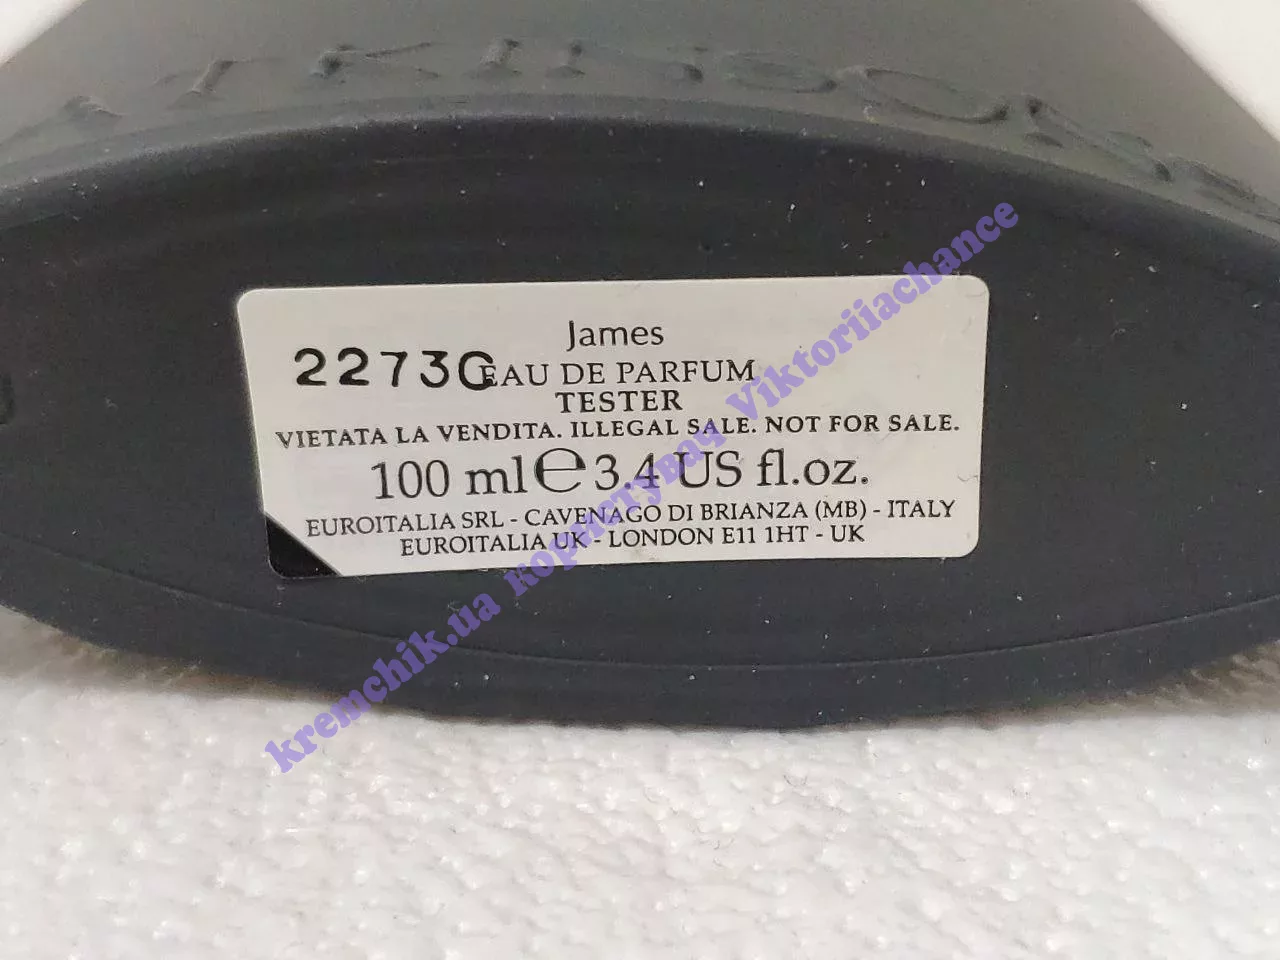 ATKINSONS
James
2273G
EAU DE PARFUM
TESTER
VIETATA LA VENDITA. ILLEGAL SALE. NOT FOR SALE.
100 ml ℮ 3.4 US fl.oz.
EUROITALIA SRL - CAVENAGO DI BRIANZA (MB) - ITALY
EUROITALIA UK - LONDON E11 1HT - UK
kremchik.ua користувач Viktoriiachance